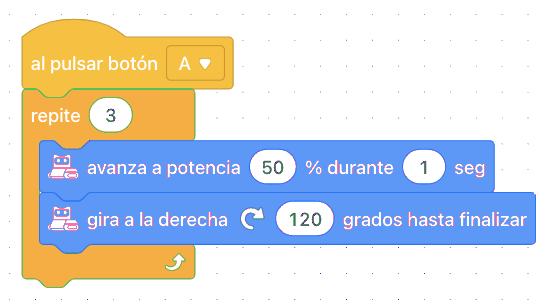 al pulsar botón A
repite 3
avanza a potencia 50 % durante 1 seg
gira a la derecha 120 grados hasta finalizar